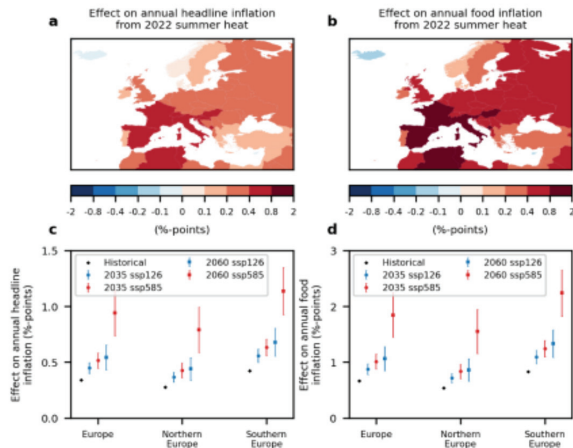 a
Effect on annual headline inflation
from 2022 summer heat
b
Effect on annual food inflation
from 2022 summer heat
-2 -0.8 -0.4 -0.2 -0.1 0 0.1 0.2 0.4 0.8 2
(%-points)
-2 -0.8 -0.4 -0.2 -0.1 0 0.1 0.2 0.4 0.8 2
(%-points)
c
Effect on annual headline
inflation (%-points)
1.5
1.0
0.5
0.0
Historical
2035 ssp126
2035 ssp585
2060 ssp126
2060 ssp585
Europe
Northern
Europe
Southern
Europe
d
Effect on annual food
inflation (%-points)
3
2
1
0
Historical
2035 ssp126
2035 ssp585
2060 ssp126
2060 ssp585
Europe
Northern
Europe
Southern
Europe